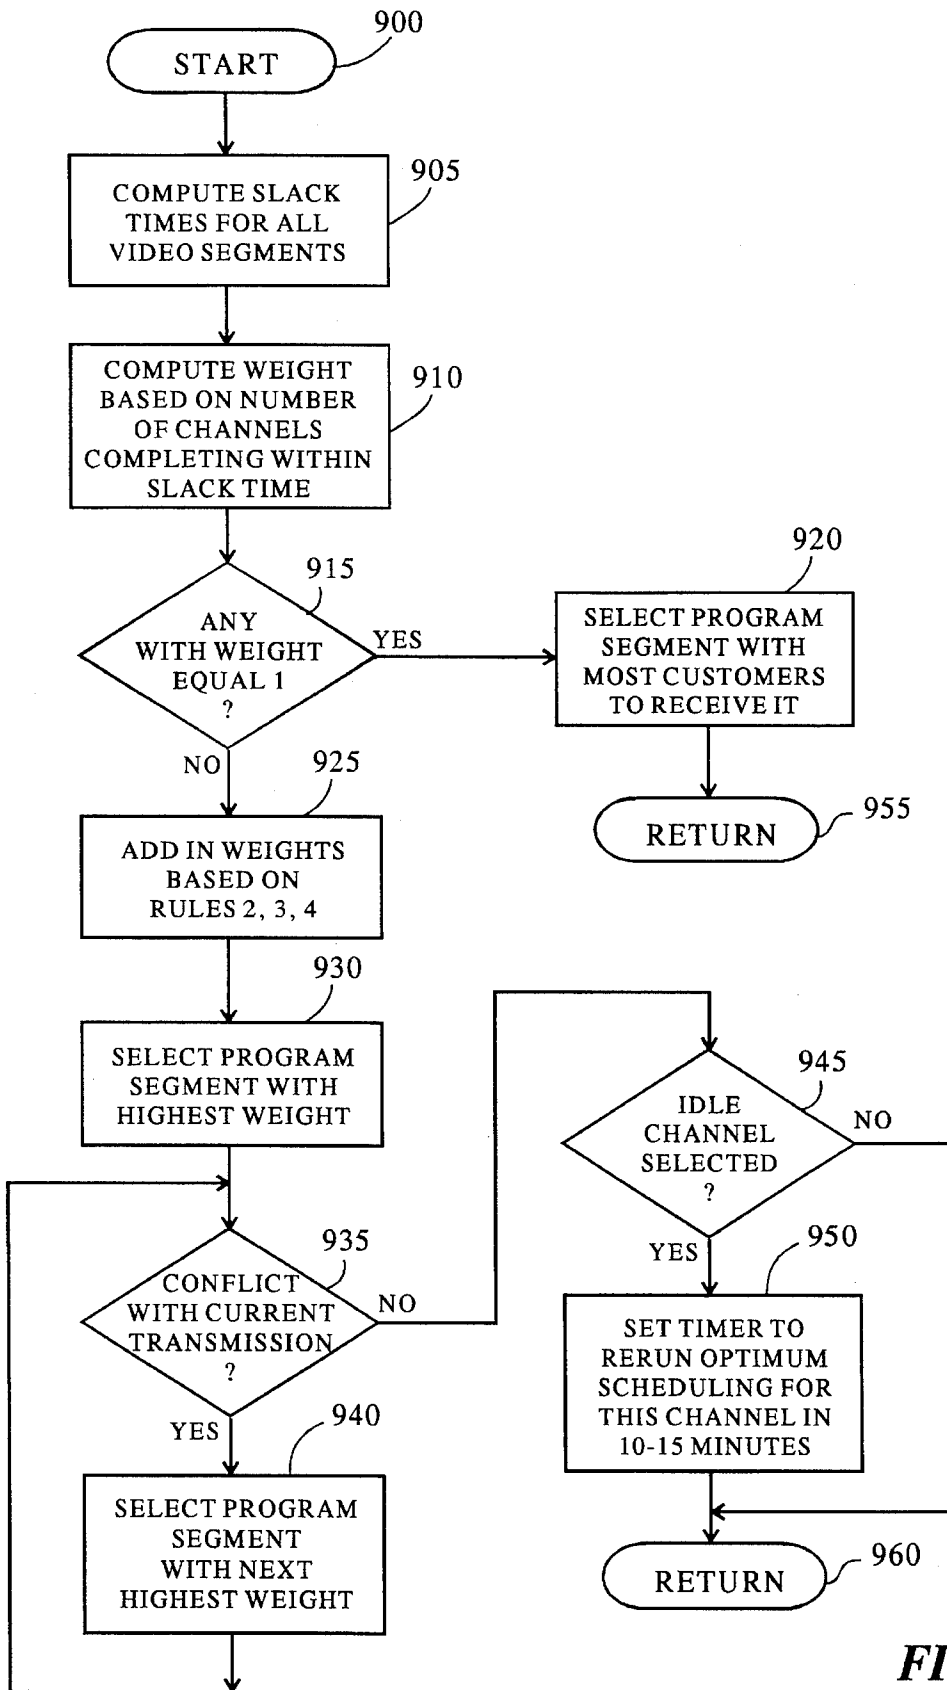 900
START
905
COMPUTE SLACK
TIMES FOR ALL
VIDEO SEGMENTS
910
COMPUTE WEIGHT
BASED ON NUMBER
OF CHANNELS
COMPLETING WITHIN
SLACK TIME
915
ANY
WITH WEIGHT
EQUAL 1
?
YES
NO
920
SELECT PROGRAM
SEGMENT WITH
MOST CUSTOMERS
TO RECEIVE IT
955
RETURN
925
ADD IN WEIGHTS
BASED ON
RULES 2, 3, 4
930
SELECT PROGRAM
SEGMENT WITH
HIGHEST WEIGHT
935
CONFLICT
WITH CURRENT
TRANSMISSION
?
NO
YES
940
SELECT PROGRAM
SEGMENT
WITH NEXT
HIGHEST WEIGHT
945
IDLE
CHANNEL
SELECTED
?
NO
YES
950
SET TIMER TO
RERUN OPTIMUM
SCHEDULING FOR
THIS CHANNEL IN
10-15 MINUTES
960
RETURN
FI